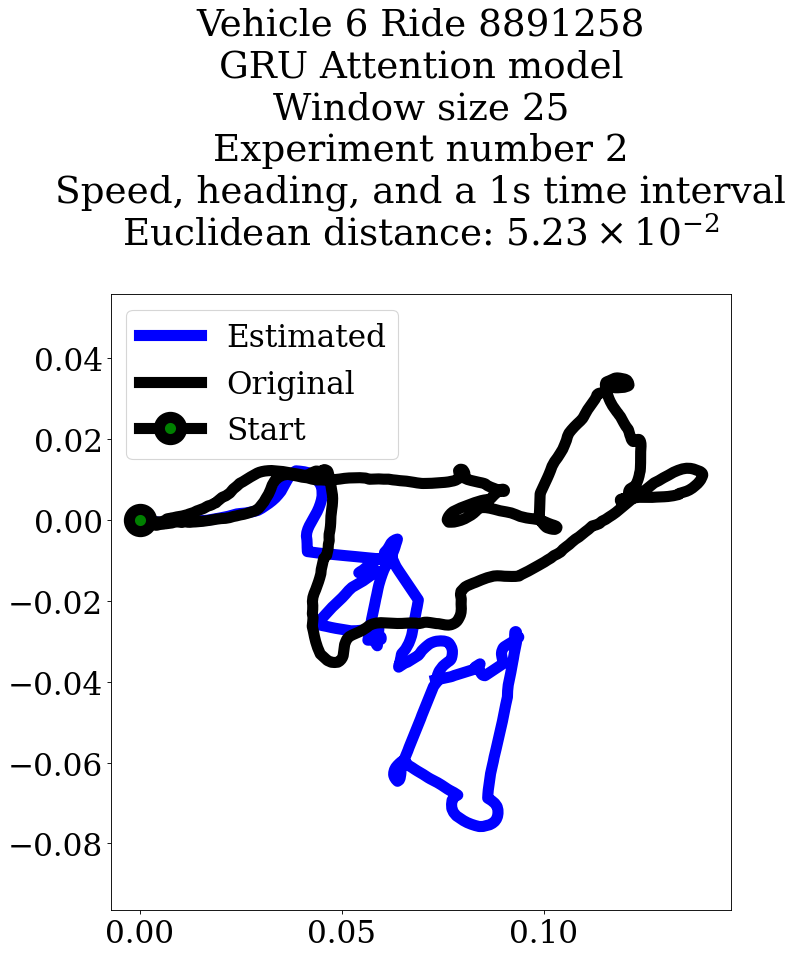 Vehicle 6 Ride 8891258
GRU Attention model
Window size 25
Experiment number 2
Speed, heading, and a 1s time interval
Euclidean distance: 5.23 × 10⁻²
Estimated
Original
Start
0.04
0.02
0.00
−0.02
−0.04
−0.06
−0.08
0.00 0.05 0.10